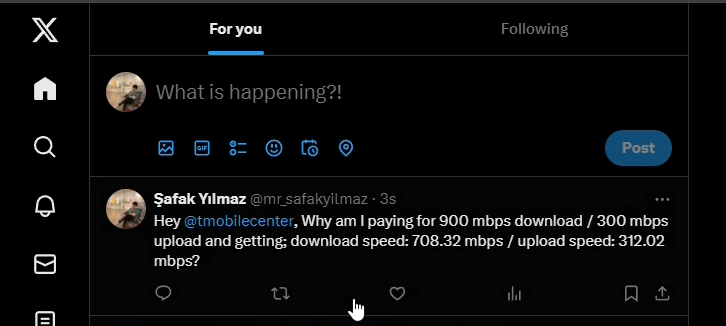 For you
Following
What is happening?!
GIF
Post
Şafak Yılmaz @mr_safakyilmaz · 3s
Hey @tmobilecenter, Why am I paying for 900 mbps download / 300 mbps
upload and getting; download speed: 708.32 mbps / upload speed: 312.02
mbps?